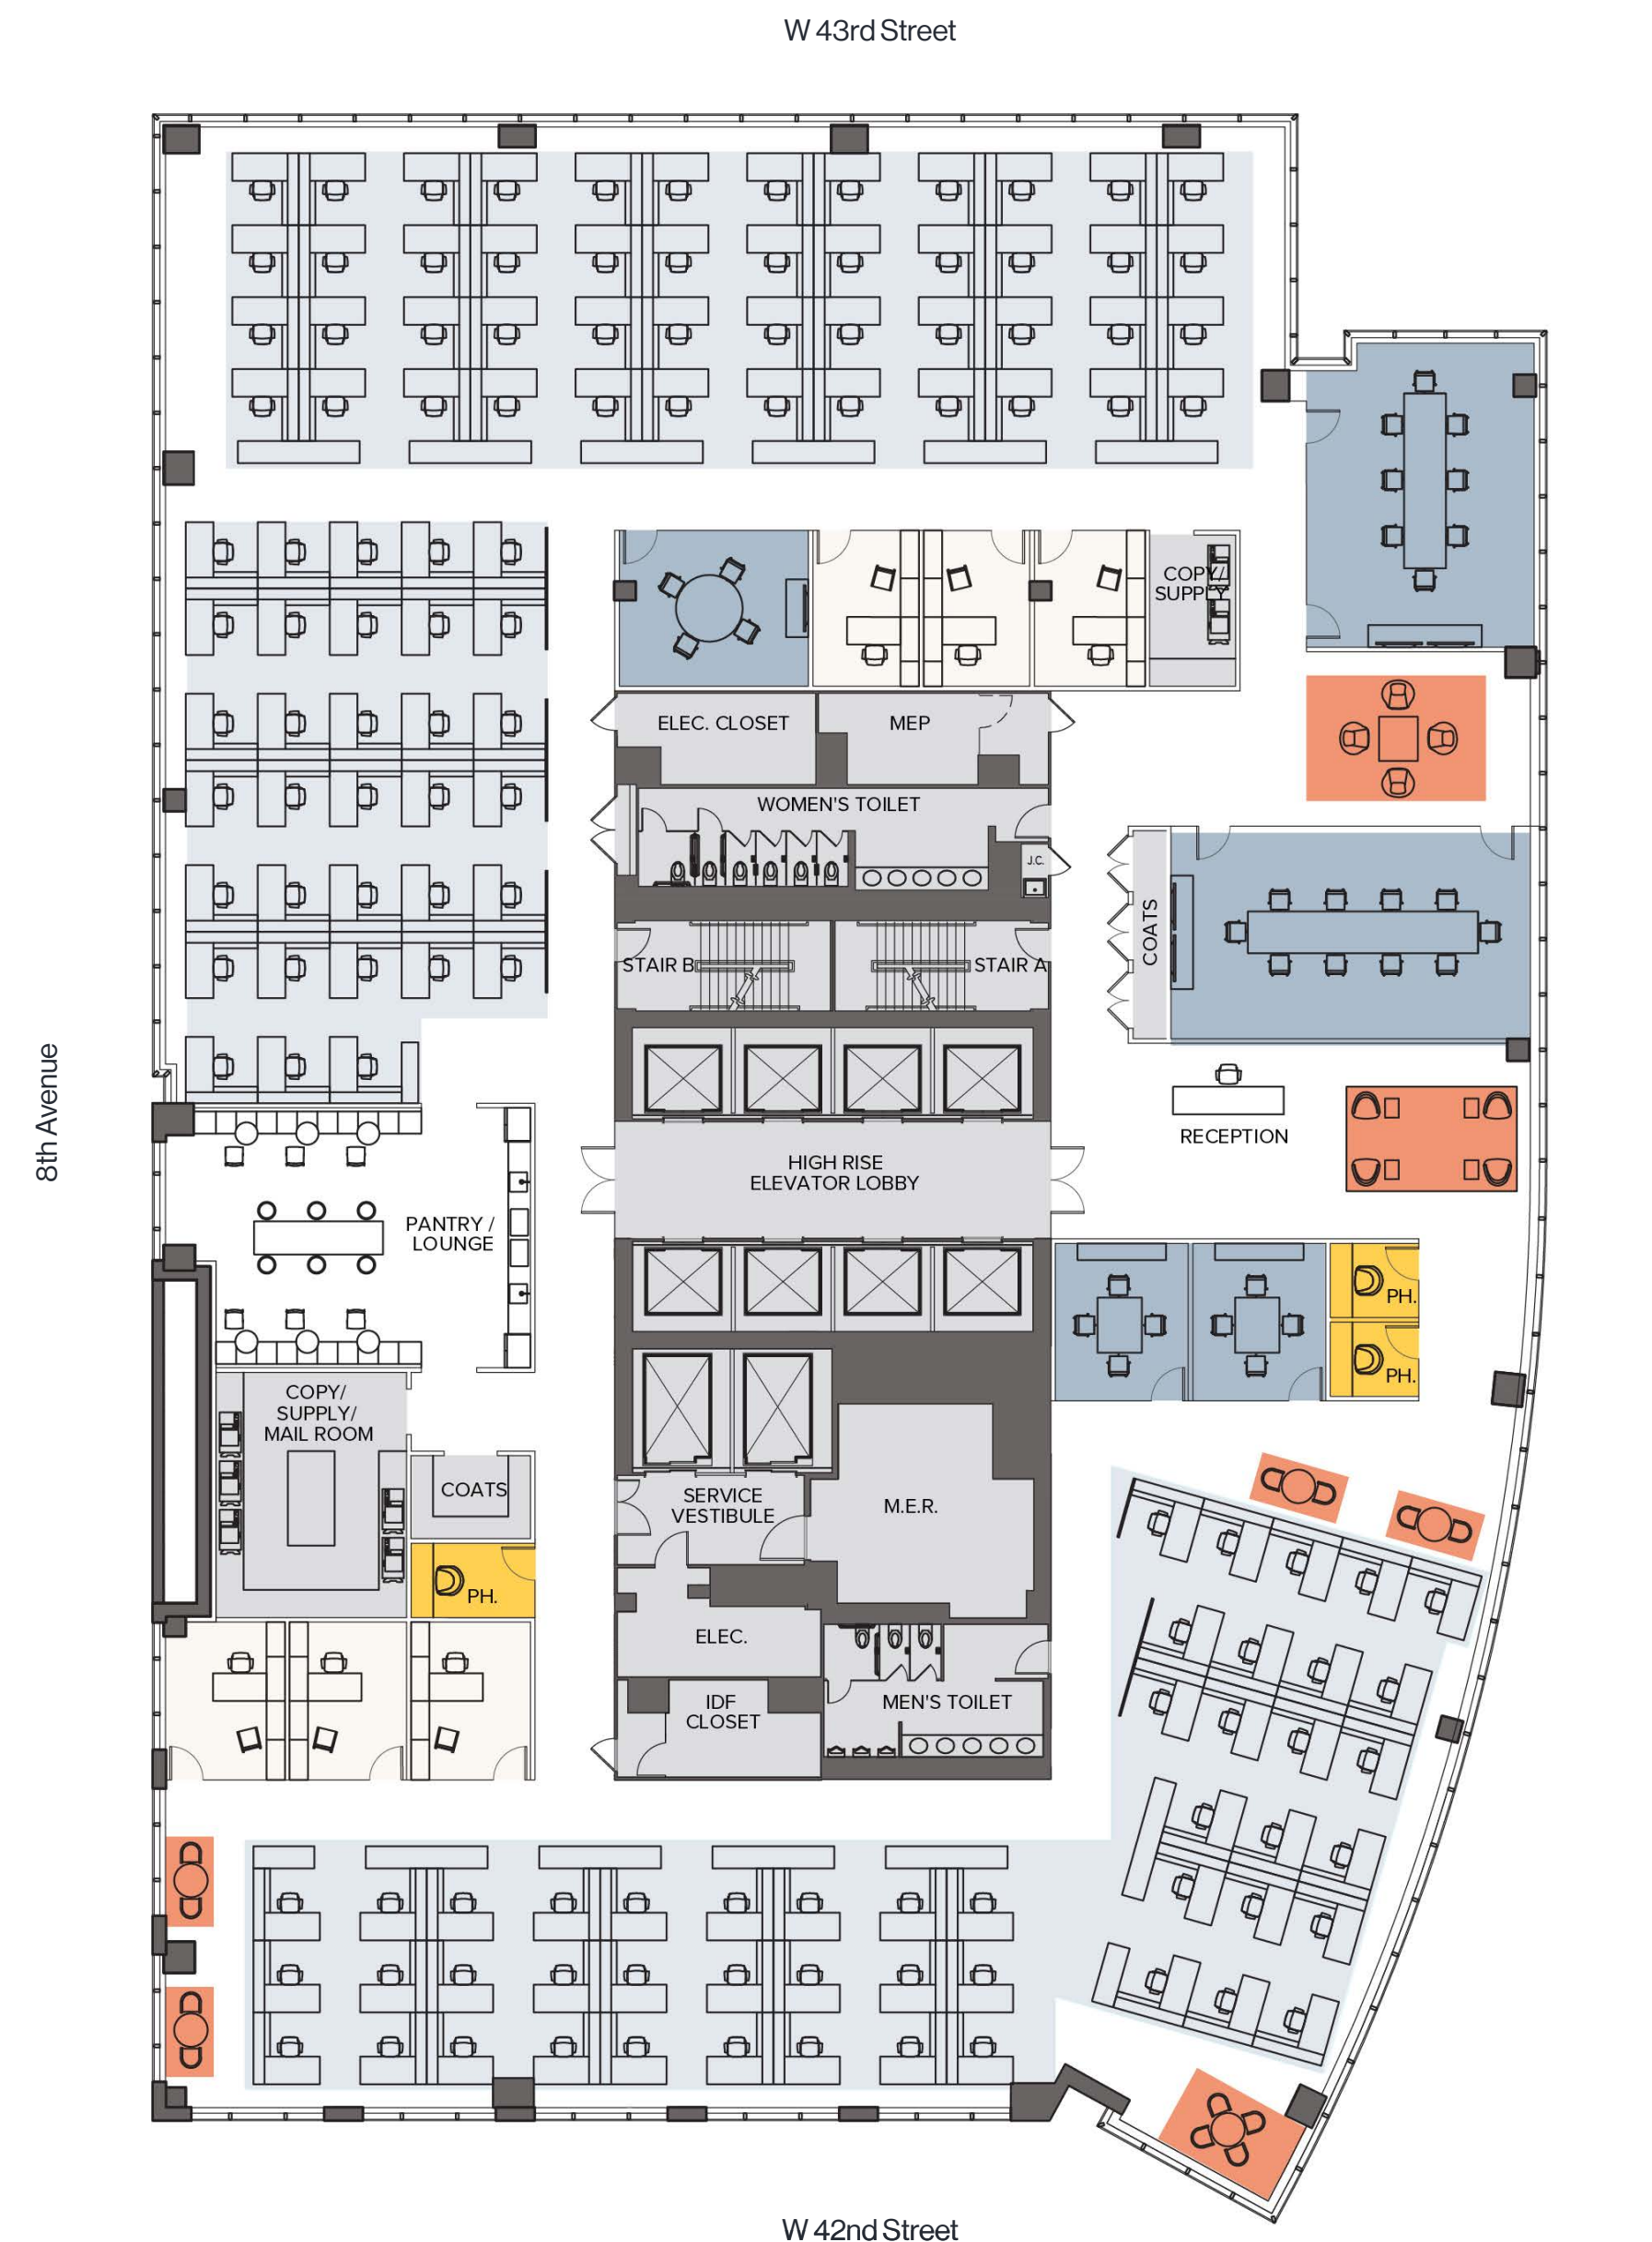 W 43rd Street
COPY/
SUPPLY
ELEC. CLOSET
MEP
WOMEN'S TOILET
J.C.
COATS
STAIR B
STAIR A
8th Avenue
RECEPTION
HIGH RISE
ELEVATOR LOBBY
PANTRY /
LOUNGE
PH.
PH.
COPY/
SUPPLY/
MAIL ROOM
COATS
SERVICE
VESTIBULE
M.E.R.
PH.
ELEC.
IDF
CLOSET
MEN'S TOILET
W 42nd Street